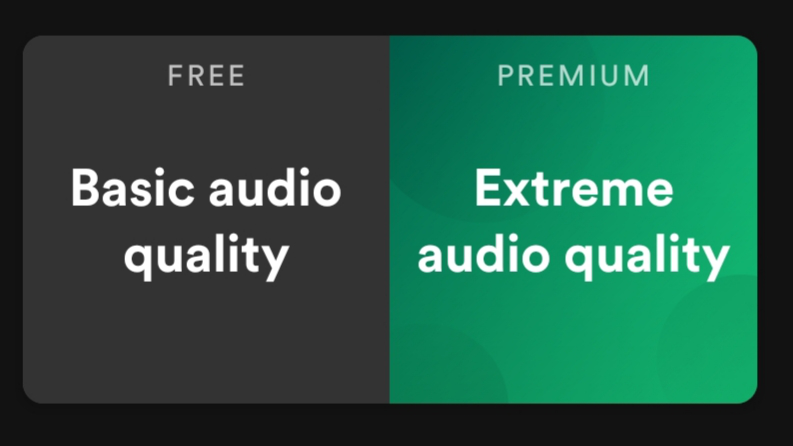 FREE
Basic audio
quality
PREMIUM
Extreme
audio quality